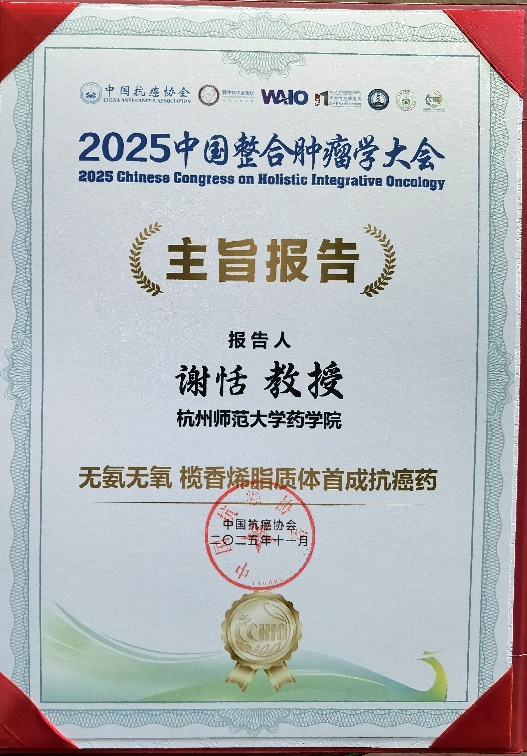 中国抗癌协会
CHINA ANTI-CANCER ASSOCIATION
WAIO
2025中国整合肿瘤学大会
2025 Chinese Congress on Holistic Integrative Oncology
主旨报告
报告人
谢恬 教授
杭州师范大学药学院
无氨无氧 榄香烯脂质体首成抗癌药
中国抗癌协会
二〇二五年十一月
CCHIO